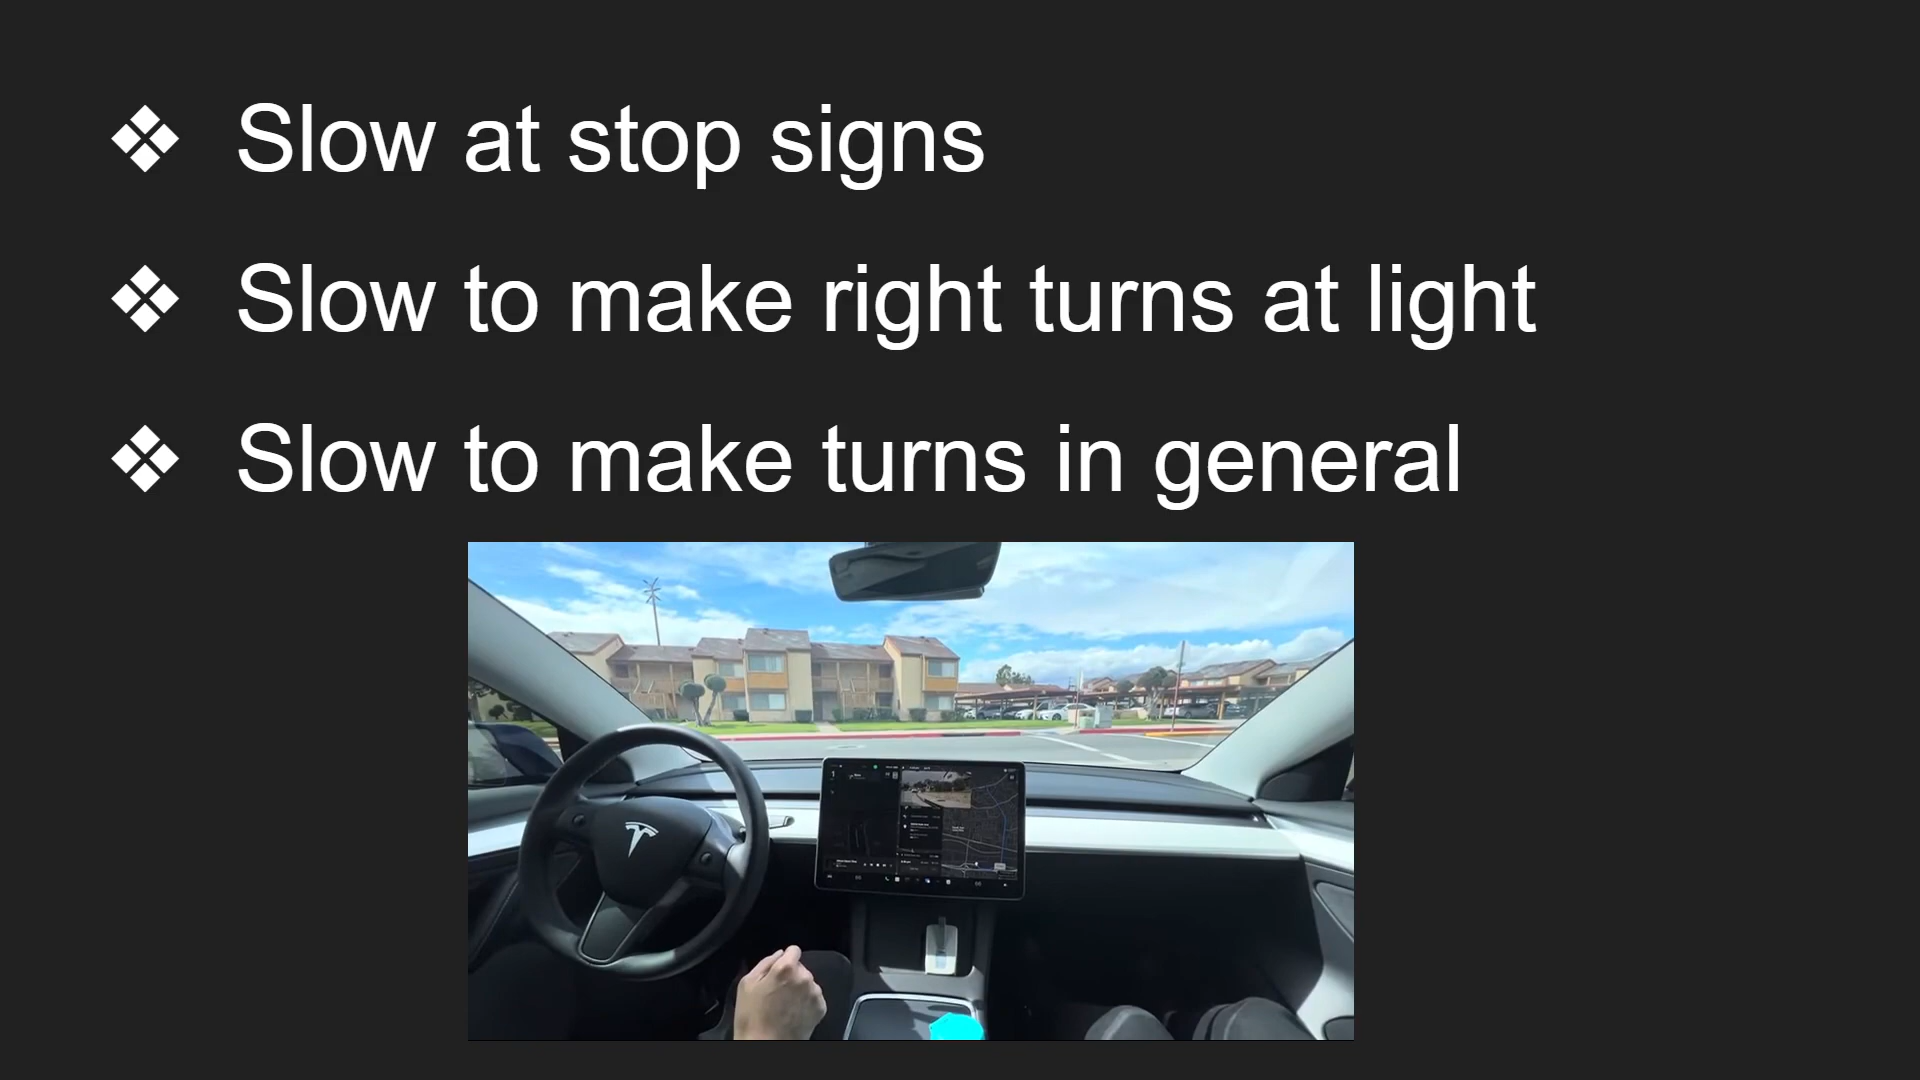 ❖ Slow at stop signs
❖ Slow to make right turns at light
❖ Slow to make turns in general